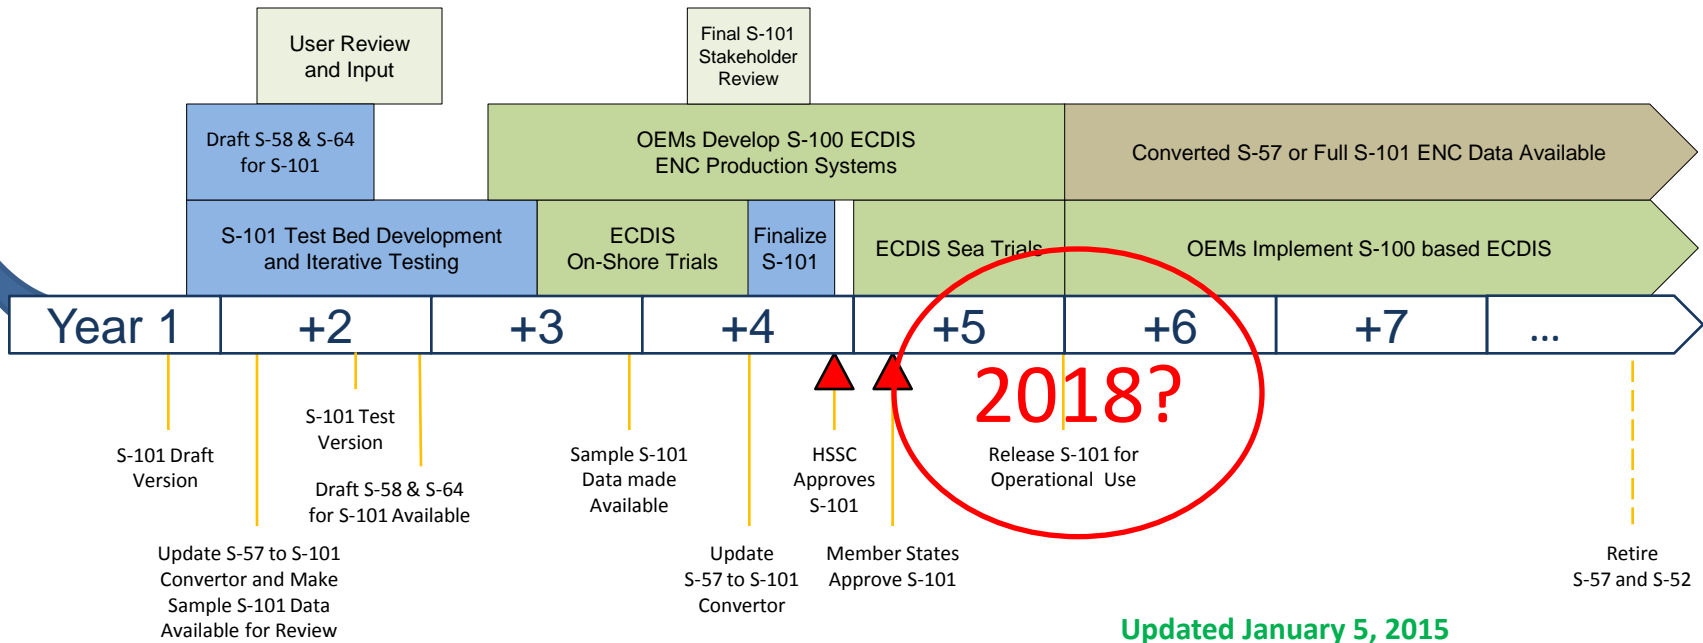 User Review
and Input
Final S-101
Stakeholder
Review
Draft S-58 & S-64
for S-101
OEMs Develop S-100 ECDIS
ENC Production Systems
Converted S-57 or Full S-101 ENC Data Available
S-101 Test Bed Development
and Iterative Testing
ECDIS
On-Shore Trials
Finalize
S-101
ECDIS Sea Trials
OEMs Implement S-100 based ECDIS
Year 1
+2
+3
+4
+5
+6
+7
...
2018?
S-101 Draft
Version
S-101 Test
Version
Draft S-58 & S-64
for S-101 Available
Sample S-101
Data made
Available
HSSC
Approves
S-101
Release S-101 for
Operational Use
Update S-57 to S-101
Convertor and Make
Sample S-101 Data
Available for Review
Update
S-57 to S-101
Convertor
Member States
Approve S-101
Retire
S-57 and S-52
Updated January 5, 2015